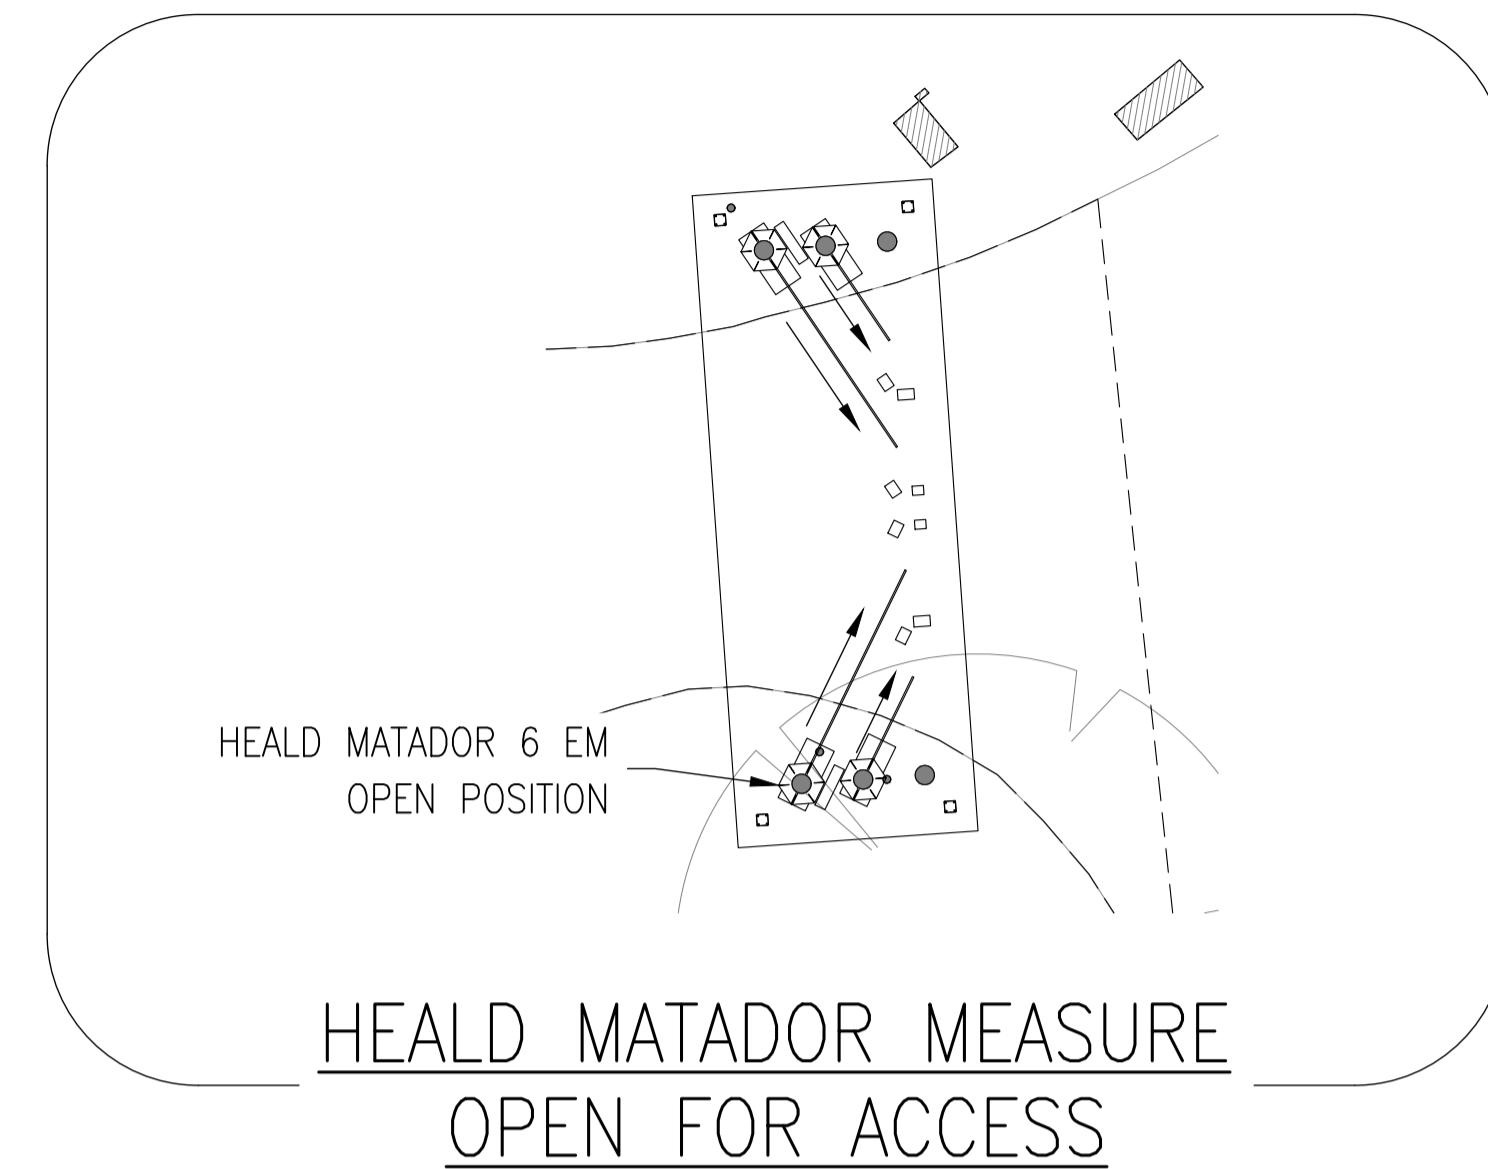 HEALD MATADOR 6 EM
OPEN POSITION
HEALD MATADOR MEASURE
OPEN FOR ACCESS